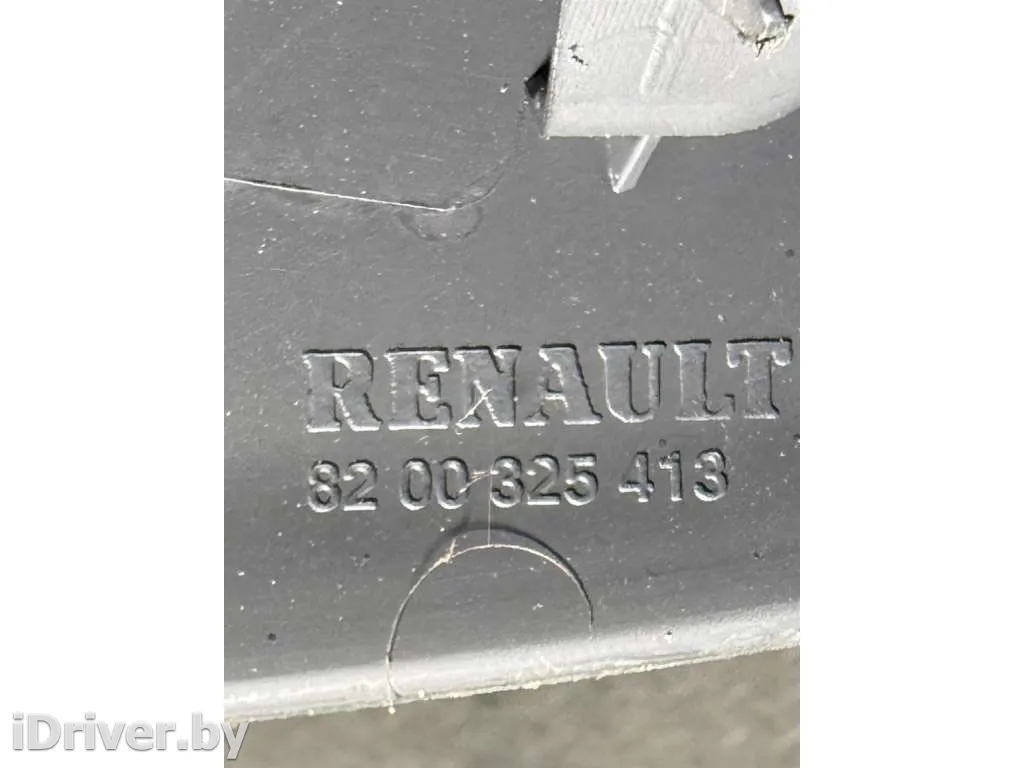 RENAULT
82 00 325 413
iDriver.by